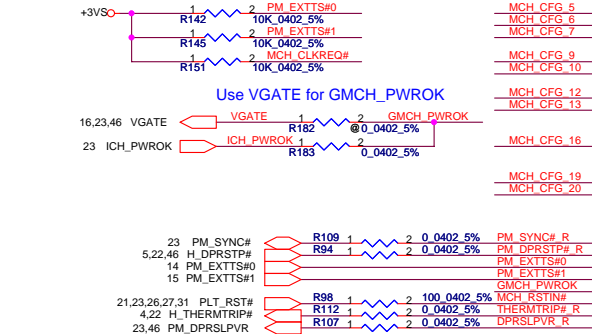 1 2 PM_EXTTS#0 MCH_CFG_5
+3VS R142 10K_0402_5% MCH_CFG_6
1 2 PM_EXTTS#1 MCH_CFG_7
R145 10K_0402_5%
1 2 MCH_CLKREQ# MCH_CFG_9
R151 10K_0402_5% MCH_CFG_10
Use VGATE for GMCH_PWROK MCH_CFG_12
MCH_CFG_13
16,23,46 VGATE VGATE 1 2 GMCH_PWROK
R182 @0_0402_5%
23 ICH_PWROK ICH_PWROK 1 2 MCH_CFG_16
R183 0_0402_5%
MCH_CFG_19
MCH_CFG_20
23 PM_SYNC# R109 1 2 0_0402_5% PM_SYNC#_R
5,22,46 H_DPRSTP# R94 1 2 0_0402_5% PM_DPRSTP#_R
14 PM_EXTTS#0 PM_EXTTS#0
15 PM_EXTTS#1 PM_EXTTS#1
GMCH_PWROK
21,23,26,27,31 PLT_RST# R98 1 2 100_0402_5% MCH_RSTIN#
4,22 H_THERMTRIP# R112 1 2 0_0402_5% THERMTRIP#_R
23,46 PM_DPRSLPVR R107 1 2 0_0402_5% DPRSLPVR_R